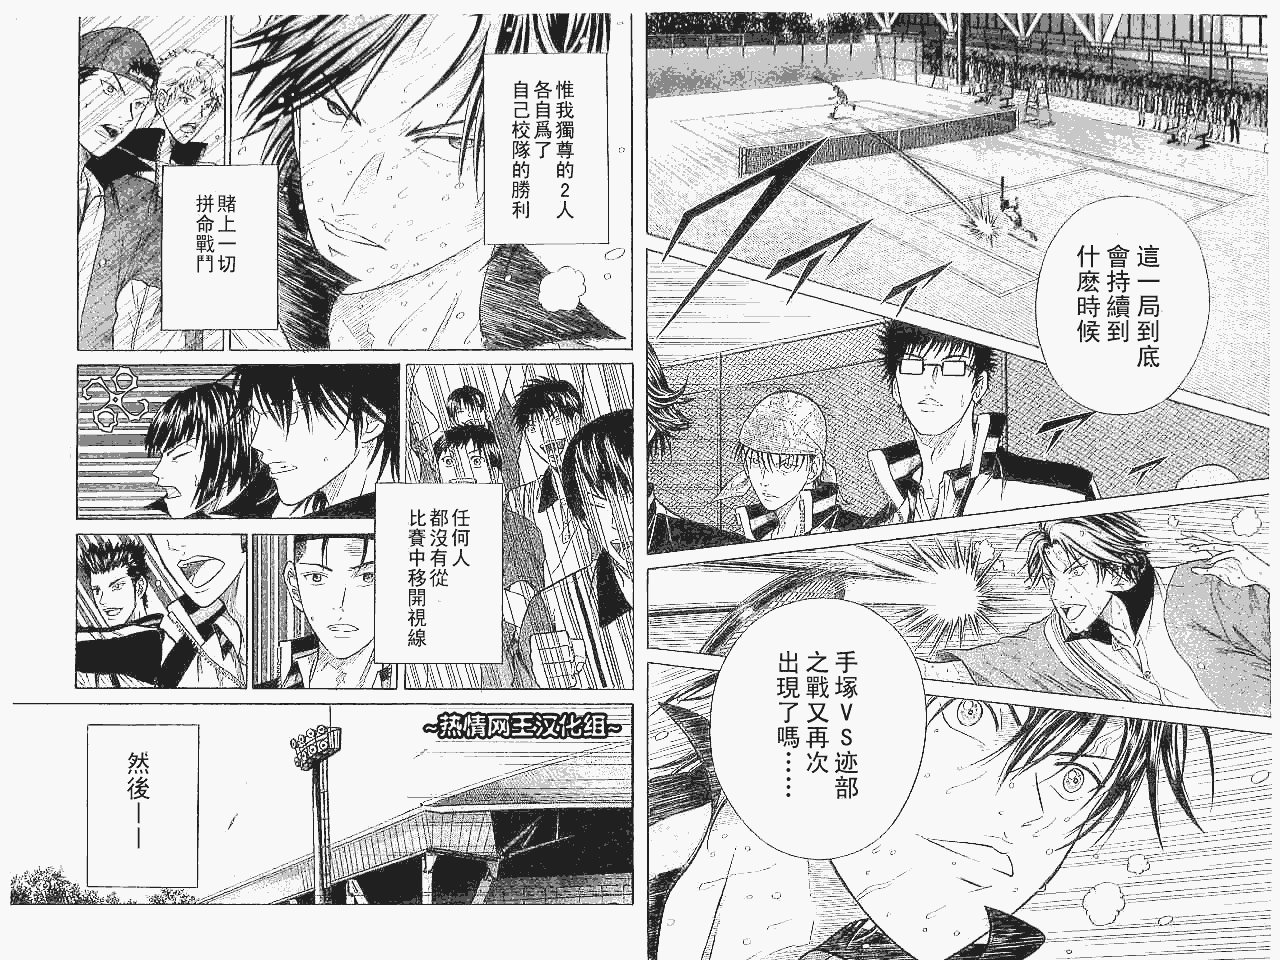 這一局到底
會持續到
什麽時候
手塚VS迹部
之戰又再次
出現了嗎……
惟我獨尊的2人
各自爲了
自己校隊的勝利
賭上一切
拼命戰鬥
任何人
都沒有從
比賽中移開視線
~热情网王汉化组~
然後——